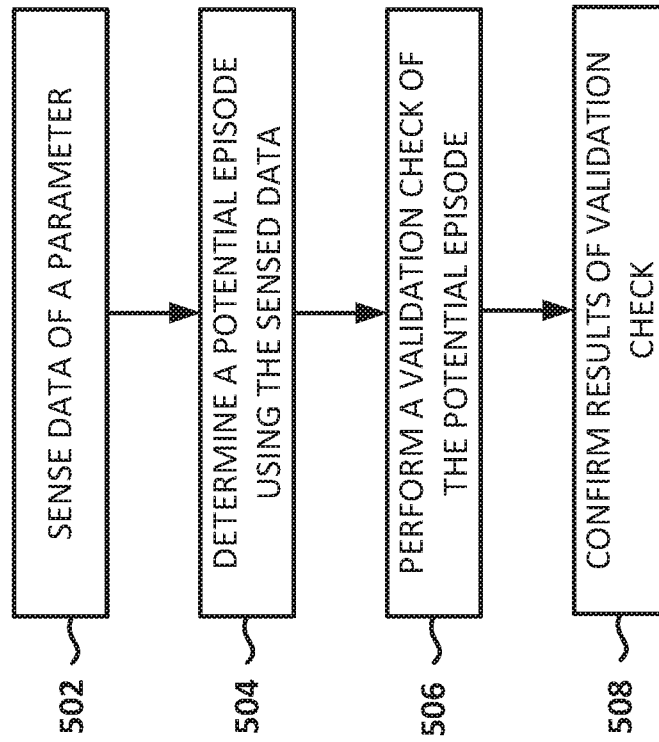 502
SENSE DATA OF A PARAMETER
504
DETERMINE A POTENTIAL EPISODE
USING THE SENSED DATA
506
PERFORM A VALIDATION CHECK OF
THE POTENTIAL EPISODE
508
CONFIRM RESULTS OF VALIDATION
CHECK